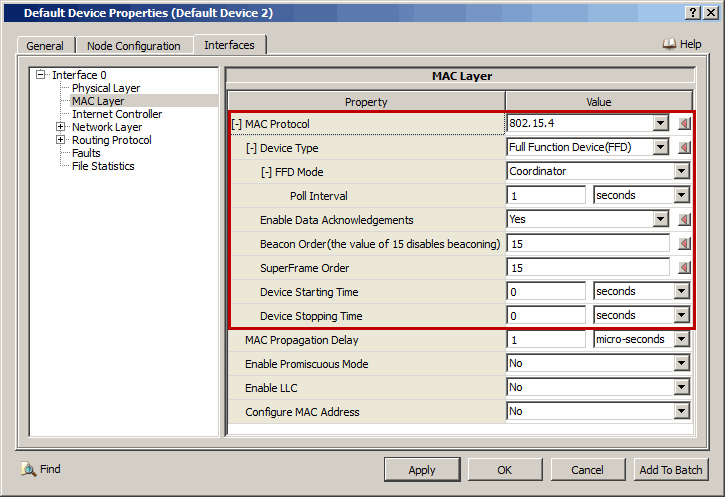 Default Device Properties (Default Device 2)
General Node Configuration Interfaces Help
Interface 0
Physical Layer
MAC Layer
Internet Controller
Network Layer
Routing Protocol
Faults
File Statistics
MAC Layer
Property Value
[-] MAC Protocol 802.15.4
[-] Device Type Full Function Device(FFD)
[-] FFD Mode Coordinator
Poll Interval 1 seconds
Enable Data Acknowledgements Yes
Beacon Order(the value of 15 disables beaconing) 15
SuperFrame Order 15
Device Starting Time 0 seconds
Device Stopping Time 0 seconds
MAC Propagation Delay 1 micro-seconds
Enable Promiscuous Mode No
Enable LLC No
Configure MAC Address No
Find Apply OK Cancel Add To Batch